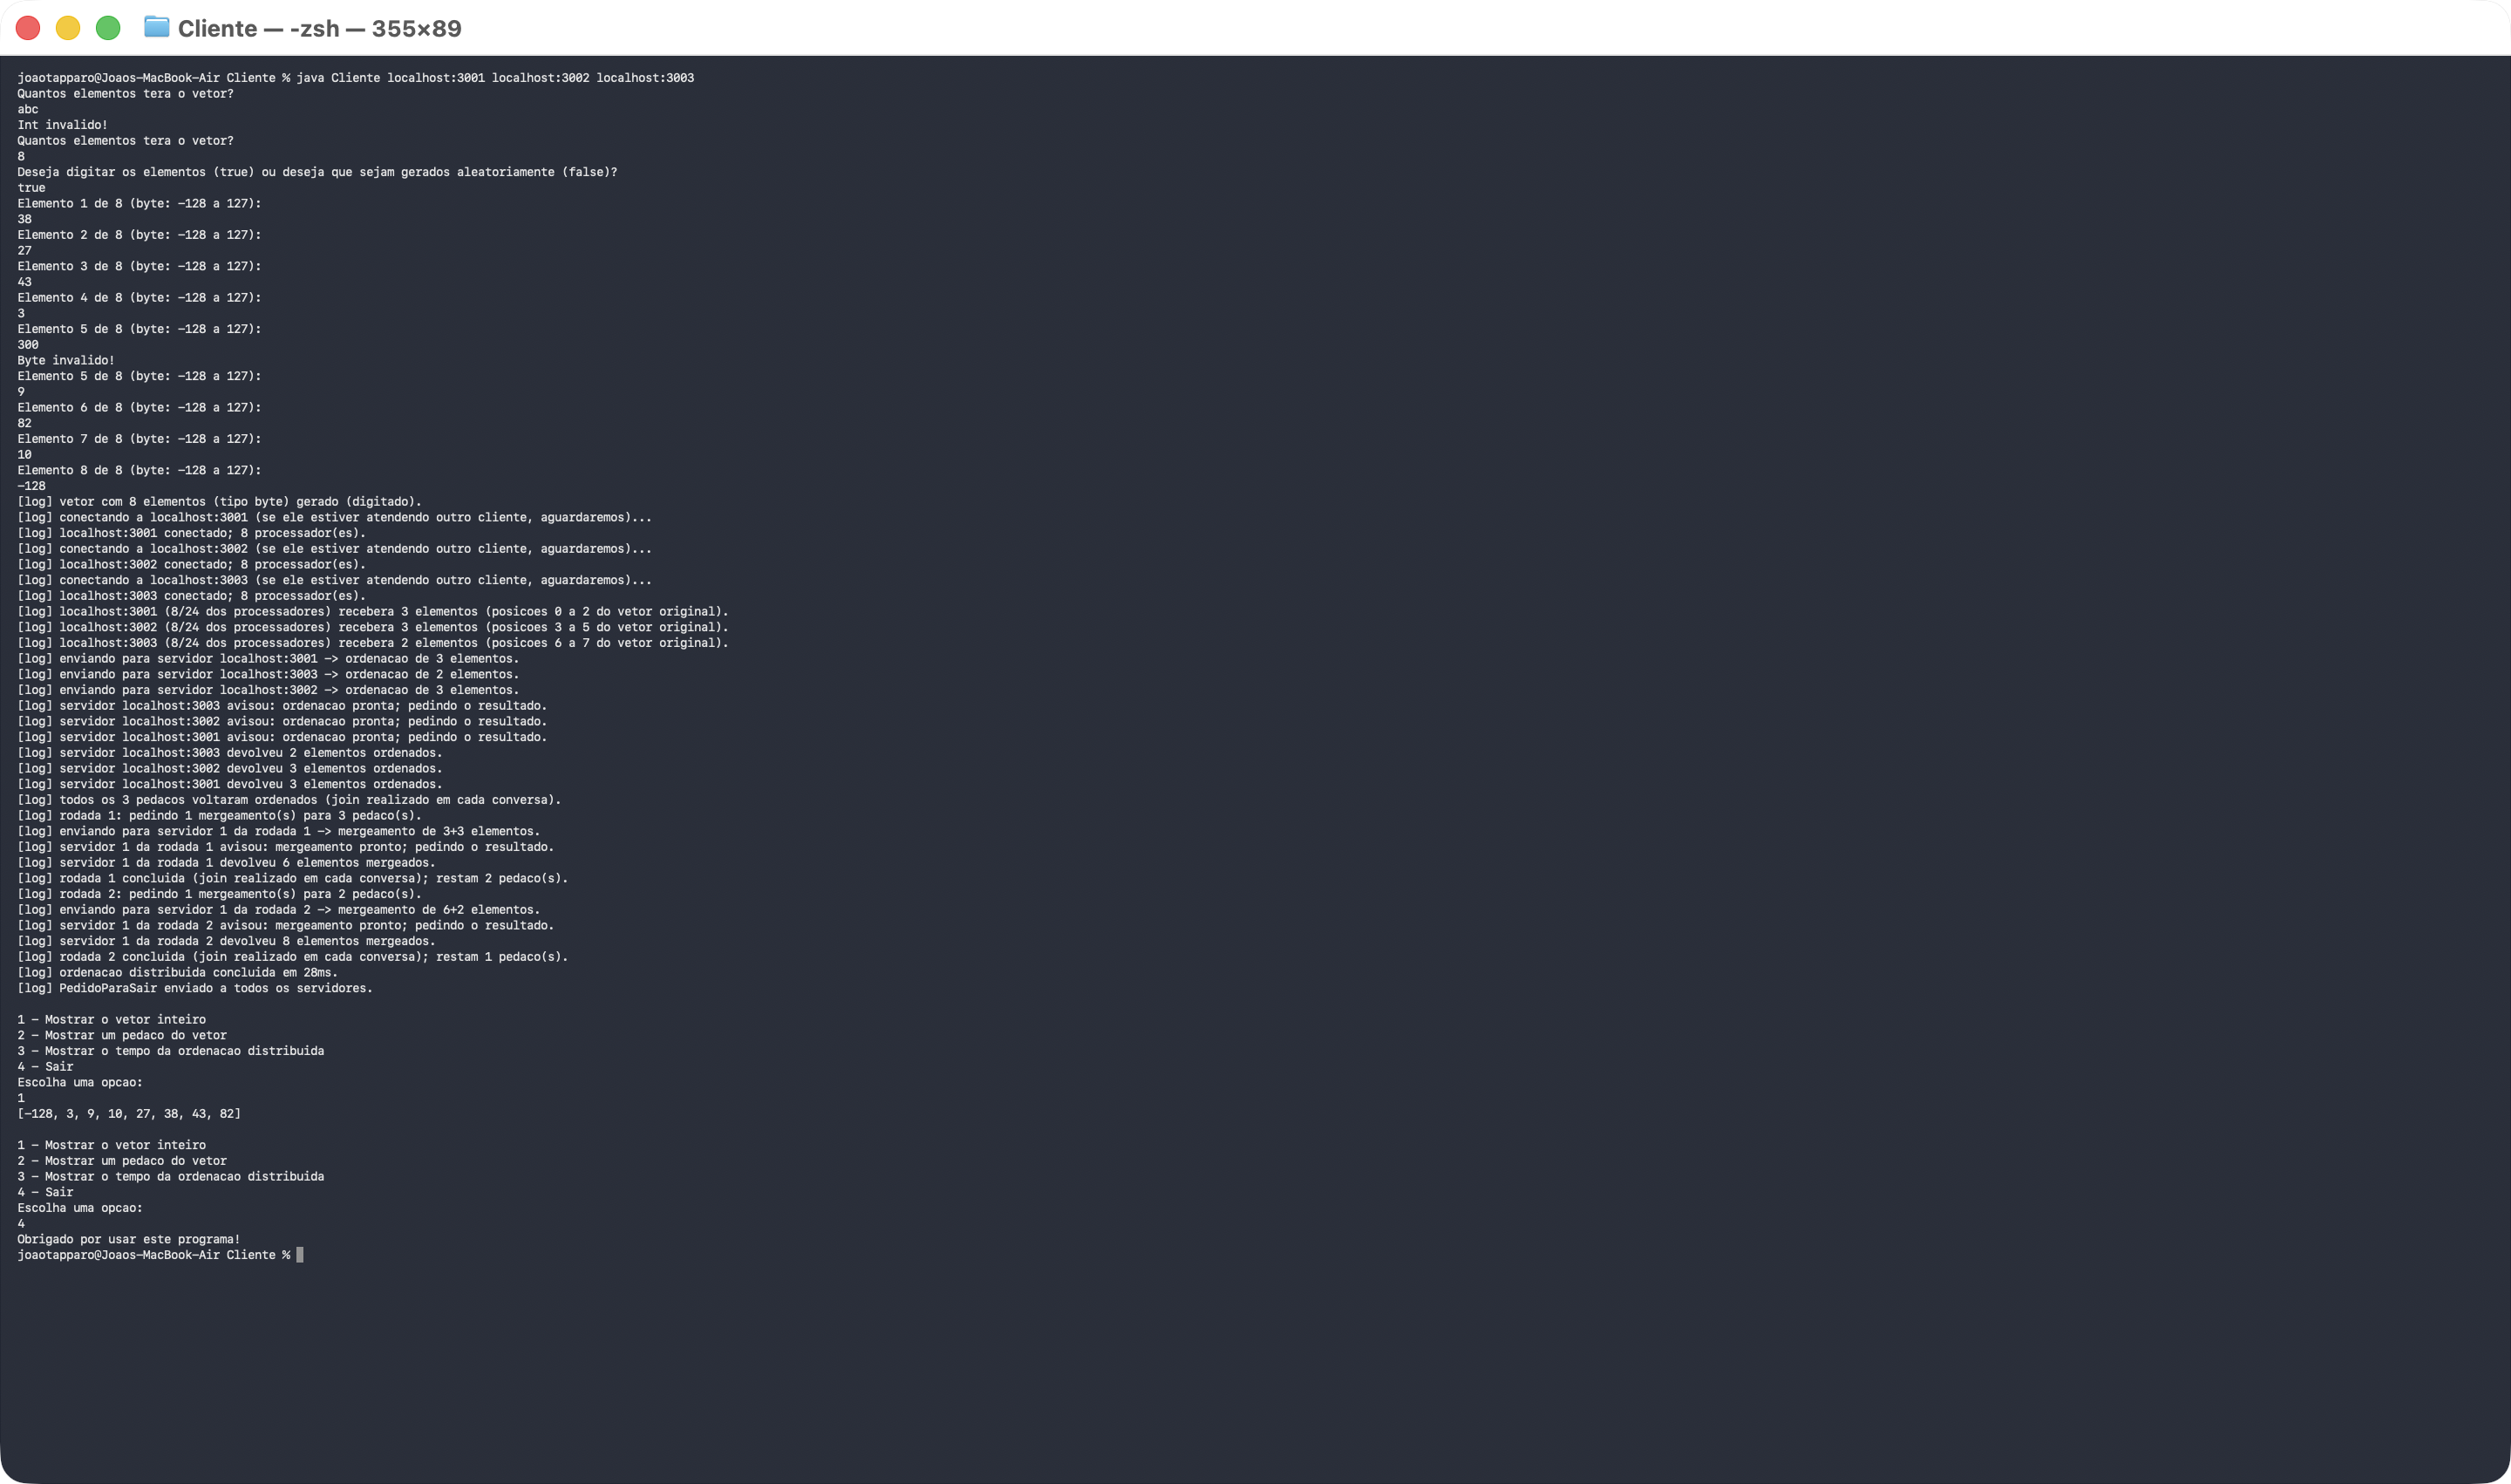 Cliente — -zsh — 355×89
joaotapparo@Joaos-MacBook-Air Cliente % java Cliente localhost:3001 localhost:3002 localhost:3003
Quantos elementos tera o vetor?
abc
Int invalido!
Quantos elementos tera o vetor?
8
Deseja digitar os elementos (true) ou deseja que sejam gerados aleatoriamente (false)?
true
Elemento 1 de 8 (byte: -128 a 127):
38
Elemento 2 de 8 (byte: -128 a 127):
27
Elemento 3 de 8 (byte: -128 a 127):
43
Elemento 4 de 8 (byte: -128 a 127):
3
Elemento 5 de 8 (byte: -128 a 127):
300
Byte invalido!
Elemento 5 de 8 (byte: -128 a 127):
9
Elemento 6 de 8 (byte: -128 a 127):
82
Elemento 7 de 8 (byte: -128 a 127):
10
Elemento 8 de 8 (byte: -128 a 127):
-128
[log] vetor com 8 elementos (tipo byte) gerado (digitado).
[log] conectando a localhost:3001 (se ele estiver atendendo outro cliente, aguardaremos)...
[log] localhost:3001 conectado; 8 processador(es).
[log] conectando a localhost:3002 (se ele estiver atendendo outro cliente, aguardaremos)...
[log] localhost:3002 conectado; 8 processador(es).
[log] conectando a localhost:3003 (se ele estiver atendendo outro cliente, aguardaremos)...
[log] localhost:3003 conectado; 8 processador(es).
[log] localhost:3001 (8/24 dos processadores) recebera 3 elementos (posicoes 0 a 2 do vetor original).
[log] localhost:3002 (8/24 dos processadores) recebera 3 elementos (posicoes 3 a 5 do vetor original).
[log] localhost:3003 (8/24 dos processadores) recebera 2 elementos (posicoes 6 a 7 do vetor original).
[log] enviando para servidor localhost:3001 -> ordenacao de 3 elementos.
[log] enviando para servidor localhost:3003 -> ordenacao de 2 elementos.
[log] enviando para servidor localhost:3002 -> ordenacao de 3 elementos.
[log] servidor localhost:3003 avisou: ordenacao pronta; pedindo o resultado.
[log] servidor localhost:3002 avisou: ordenacao pronta; pedindo o resultado.
[log] servidor localhost:3001 avisou: ordenacao pronta; pedindo o resultado.
[log] servidor localhost:3003 devolveu 2 elementos ordenados.
[log] servidor localhost:3002 devolveu 3 elementos ordenados.
[log] servidor localhost:3001 devolveu 3 elementos ordenados.
[log] todos os 3 pedacos voltaram ordenados (join realizado em cada conversa).
[log] rodada 1: pedindo 1 mergeamento(s) para 3 pedaco(s).
[log] enviando para servidor 1 da rodada 1 -> mergeamento de 3+3 elementos.
[log] servidor 1 da rodada 1 avisou: mergeamento pronto; pedindo o resultado.
[log] servidor 1 da rodada 1 devolveu 6 elementos mergeados.
[log] rodada 1 concluida (join realizado em cada conversa); restam 2 pedaco(s).
[log] rodada 2: pedindo 1 mergeamento(s) para 2 pedaco(s).
[log] enviando para servidor 1 da rodada 2 -> mergeamento de 6+2 elementos.
[log] servidor 1 da rodada 2 avisou: mergeamento pronto; pedindo o resultado.
[log] servidor 1 da rodada 2 devolveu 8 elementos mergeados.
[log] rodada 2 concluida (join realizado em cada conversa); restam 1 pedaco(s).
[log] ordenacao distribuida concluida em 28ms.
[log] PedidoParaSair enviado a todos os servidores.
1 - Mostrar o vetor inteiro
2 - Mostrar um pedaco do vetor
3 - Mostrar o tempo da ordenacao distribuida
4 - Sair
Escolha uma opcao:
1
[-128, 3, 9, 10, 27, 38, 43, 82]
1 - Mostrar o vetor inteiro
2 - Mostrar um pedaco do vetor
3 - Mostrar o tempo da ordenacao distribuida
4 - Sair
Escolha uma opcao:
4
Obrigado por usar este programa!
joaotapparo@Joaos-MacBook-Air Cliente %